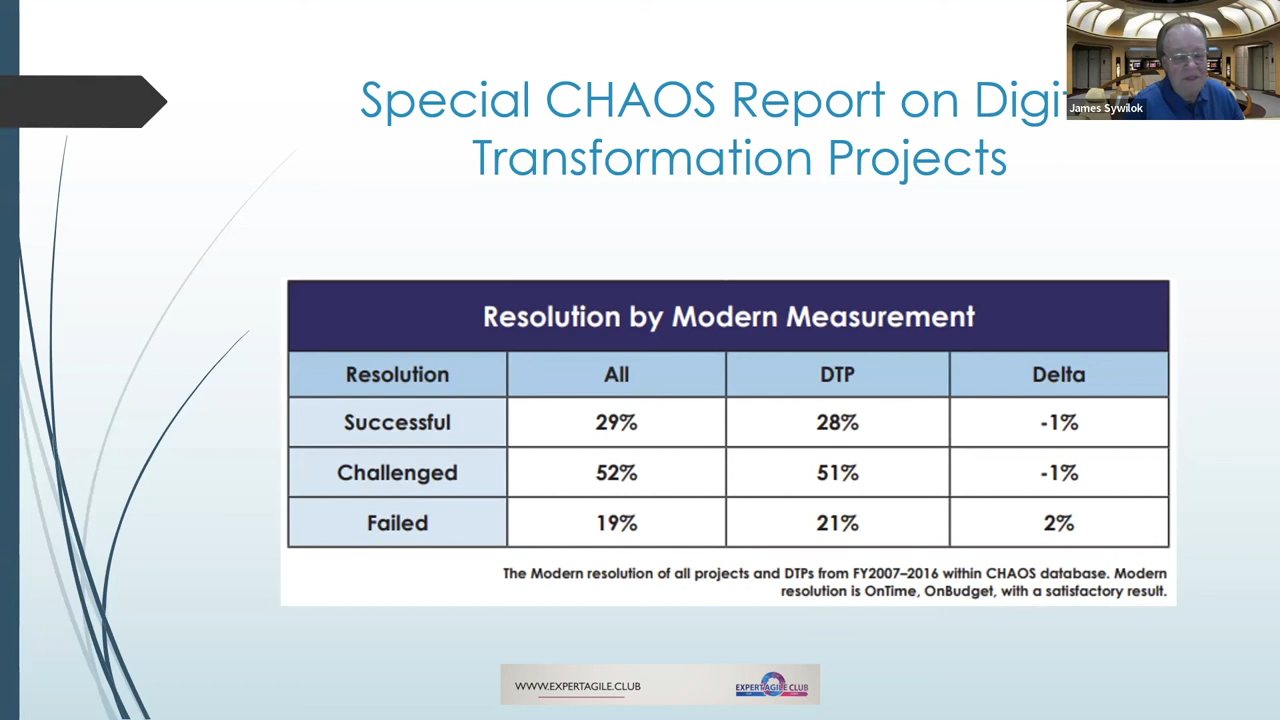 Special CHAOS Report on Digi
Transformation Projects
James Sywilok
Resolution by Modern Measurement
Resolution All DTP Delta
Successful 29% 28% -1%
Challenged 52% 51% -1%
Failed 19% 21% 2%
The Modern resolution of all projects and DTPs from FY2007–2016 within CHAOS database. Modern
resolution is OnTime, OnBudget, with a satisfactory result.
WWW.EXPERTAGILE.CLUB
EXPERT AGILE CLUB